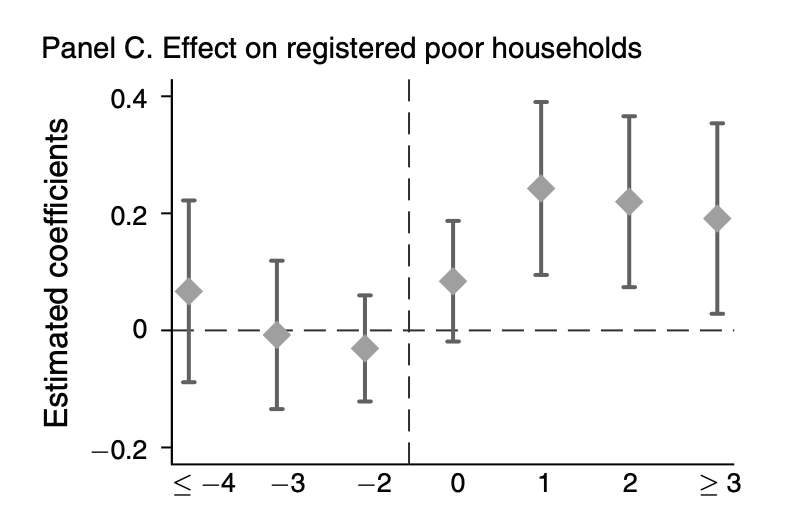 Panel C. Effect on registered poor households
Estimated coefficients
0.4
0.2
0
−0.2
≤ −4 −3 −2 0 1 2 ≥ 3